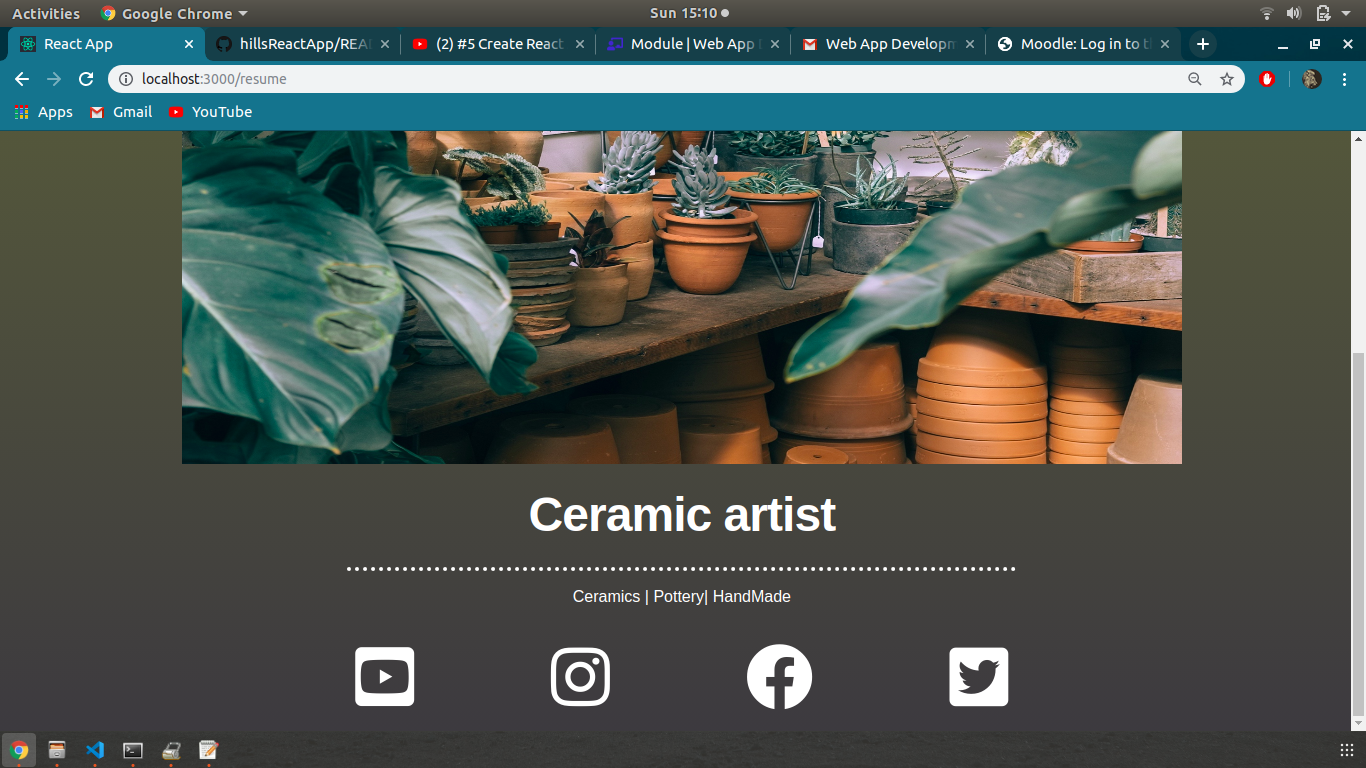 Activities Google Chrome Sun 15:10
React App hillsReactApp/REA (2) #5 Create React Module | Web App Web App Developm Moodle: Log in to t
localhost:3000/resume
Apps Gmail YouTube
Ceramic artist
Ceramics | Pottery| HandMade